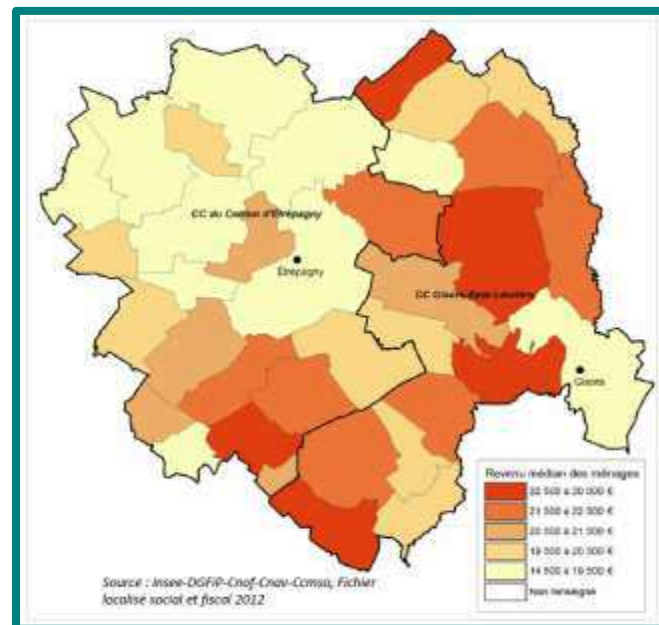 CC du Canton d'Étrépagny
Étrépagny
CC Gisors-Epte-Lévrière
Gisors
Revenu médian des ménages
22 500 à 30 000 €
21 500 à 22 500 €
20 500 à 21 500 €
19 500 à 20 500 €
14 500 à 19 500 €
Non renseigné
Source : Insee-DGFiP-Cnaf-Cnav-Ccmsa, Fichier
localisé social et fiscal 2012